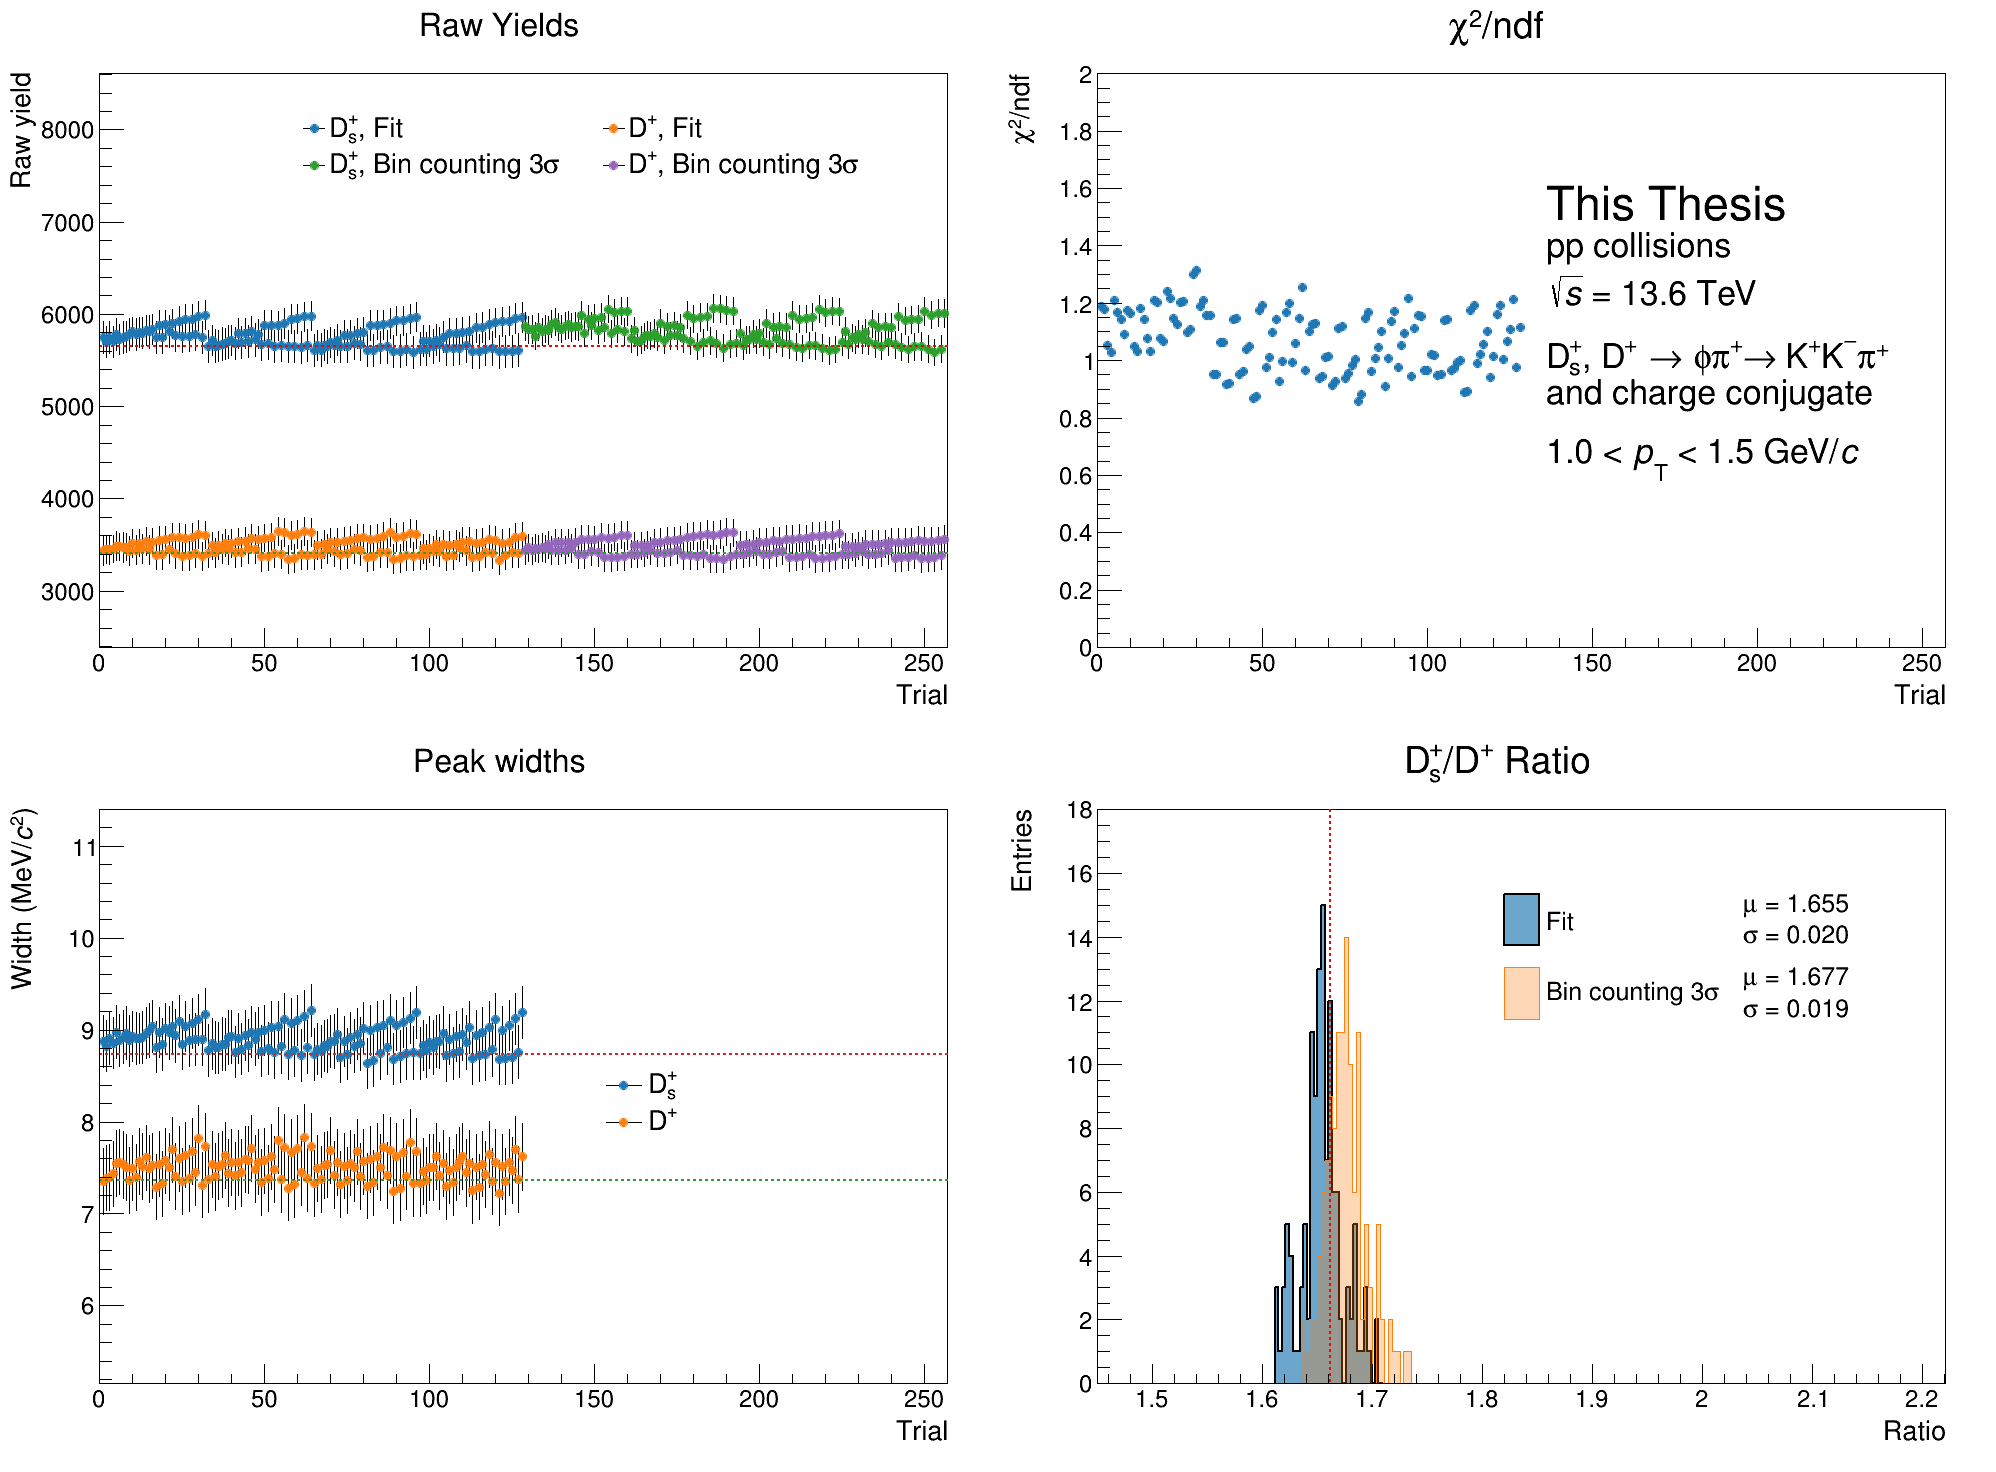 Raw Yields
Raw yield
8000
7000
6000
5000
4000
3000
D⁺ₛ, Fit
D⁺, Fit
D⁺ₛ, Bin counting 3σ
D⁺, Bin counting 3σ
0 50 100 150 200 250
Trial
χ²/ndf
χ²/ndf
2
1.8
1.6
1.4
1.2
1
0.8
0.6
0.4
0.2
0
This Thesis
pp collisions
√s = 13.6 TeV
D⁺ₛ, D⁺ → ϕπ⁺→ K⁺K⁻π⁺
and charge conjugate
1.0 < p_T < 1.5 GeV/c
0 50 100 150 200 250
Trial
Peak widths
Width (MeV/c²)
11
10
9
8
7
6
D⁺ₛ
D⁺
0 50 100 150 200 250
Trial
D⁺ₛ/D⁺ Ratio
Entries
18
16
14
12
10
8
6
4
2
0
Fit
μ = 1.655
σ = 0.020
Bin counting 3σ
μ = 1.677
σ = 0.019
1.5 1.6 1.7 1.8 1.9 2 2.1 2.2
Ratio